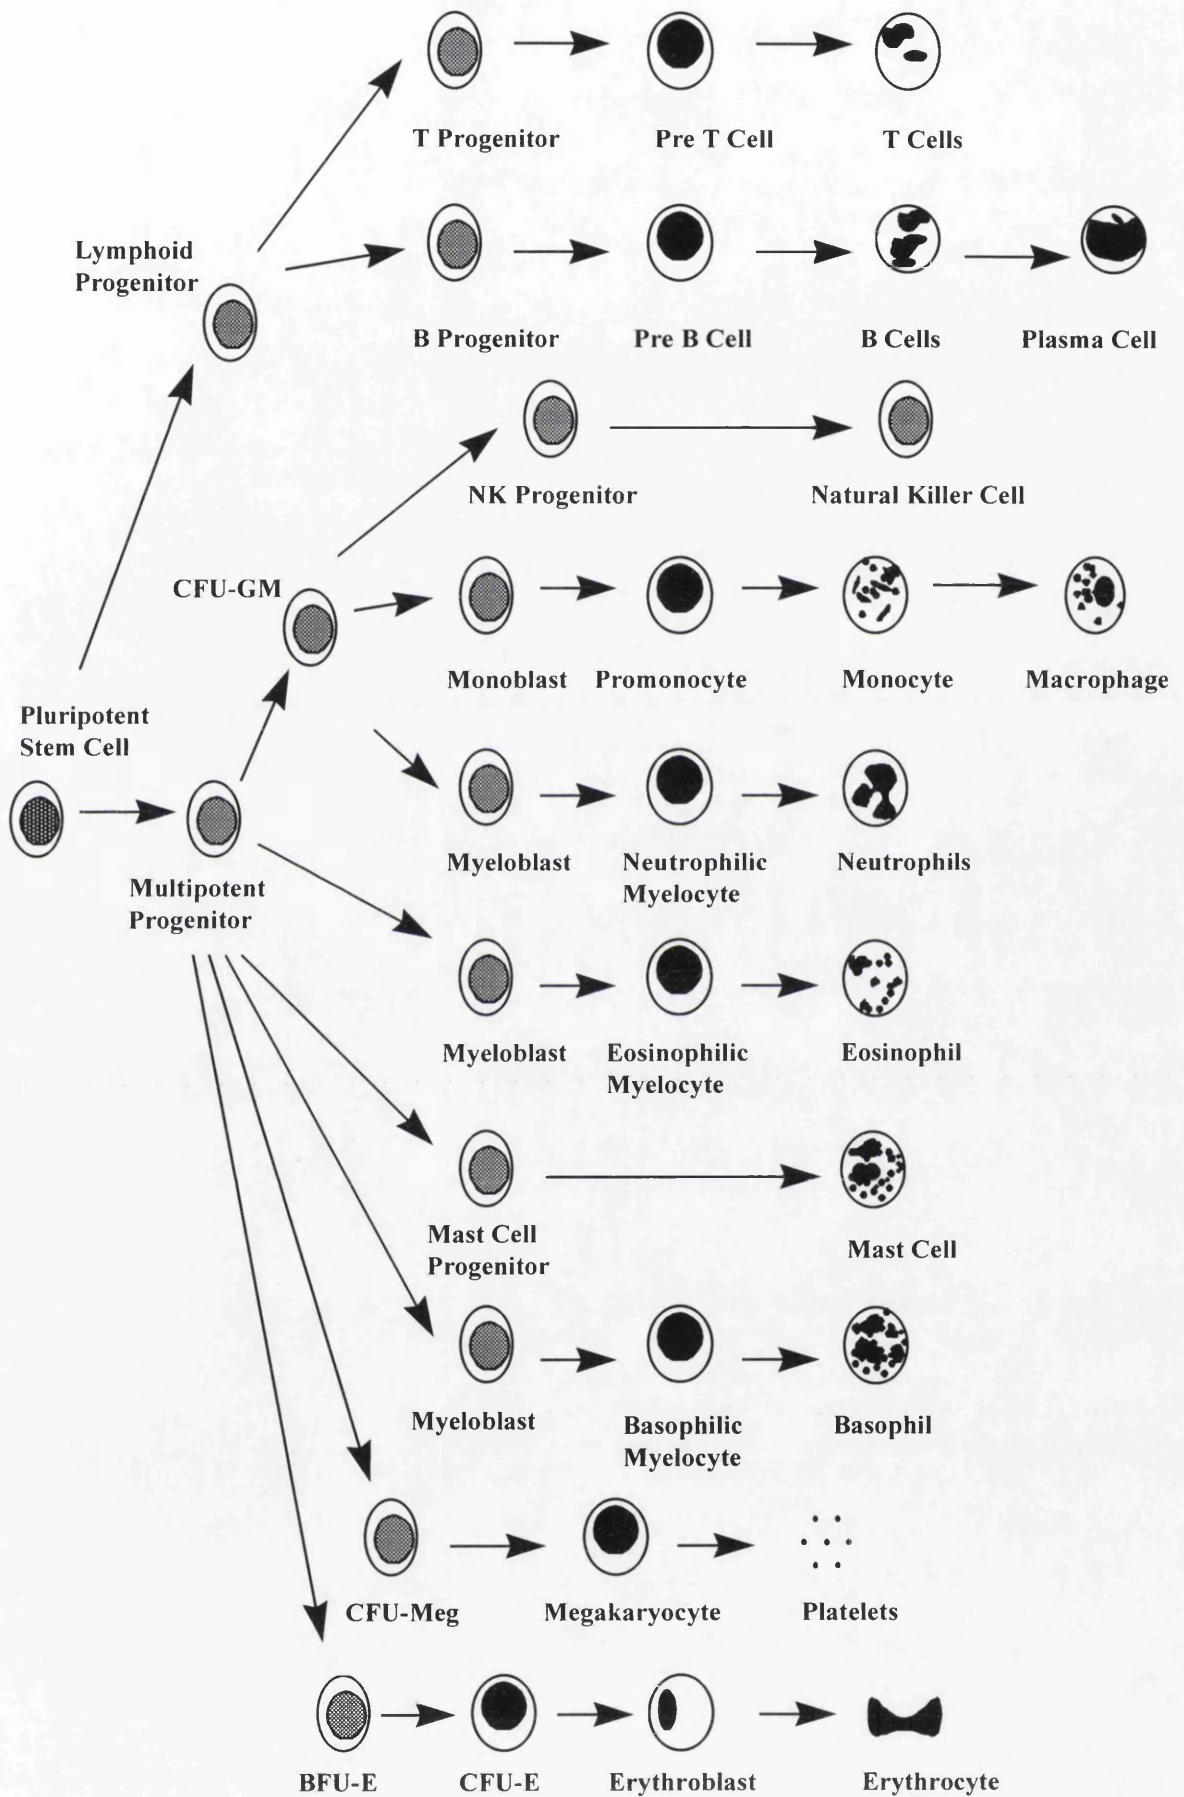 T Progenitor
Pre T Cell
T Cells
Lymphoid
Progenitor
B Progenitor
Pre B Cell
B Cells
Plasma Cell
NK Progenitor
Natural Killer Cell
CFU-GM
Monoblast
Promonocyte
Monocyte
Macrophage
Pluripotent
Stem Cell
Multipotent
Progenitor
Myeloblast
Neutrophilic
Myelocyte
Neutrophils
Myeloblast
Eosinophilic
Myelocyte
Eosinophil
Mast Cell
Progenitor
Mast Cell
Myeloblast
Basophilic
Myelocyte
Basophil
CFU-Meg
Megakaryocyte
Platelets
BFU-E
CFU-E
Erythroblast
Erythrocyte